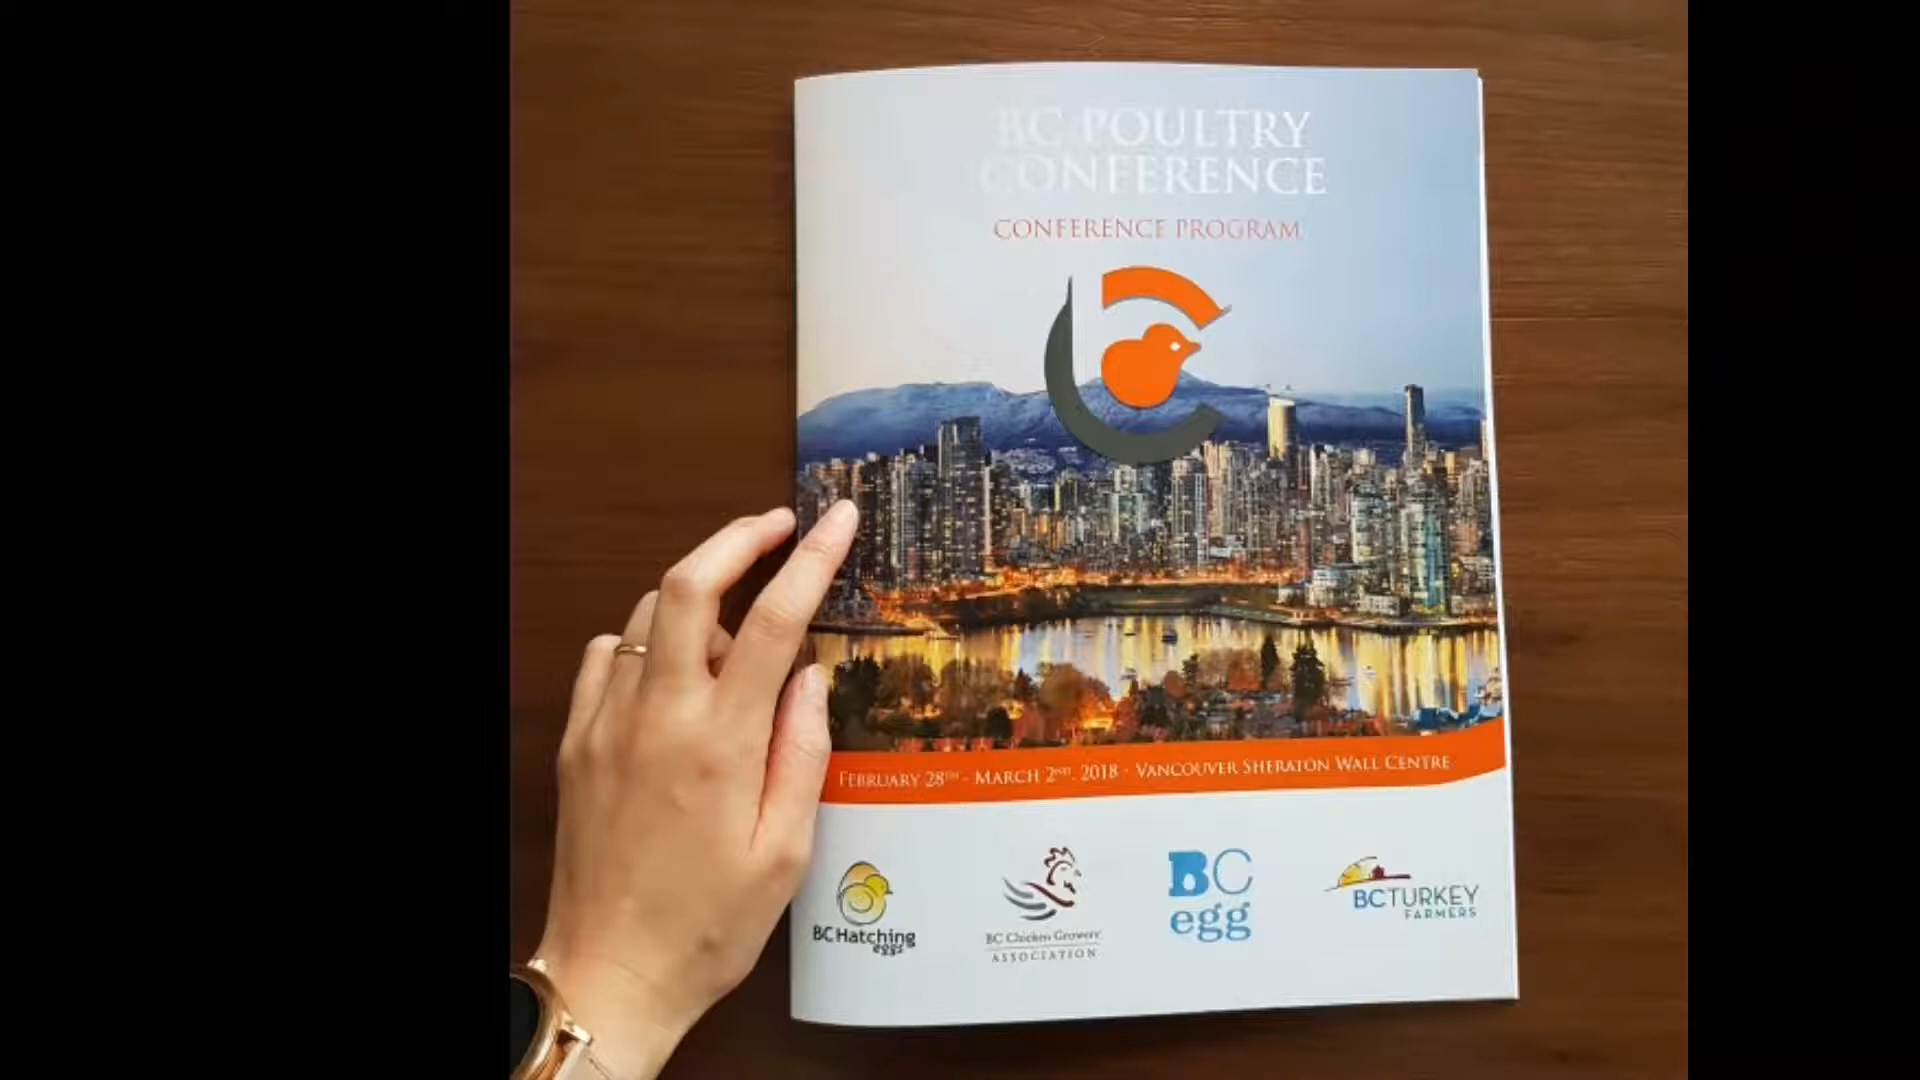 BC POULTRY
CONFERENCE
CONFERENCE PROGRAM
FEBRUARY 28TH - MARCH 2ND, 2018 · VANCOUVER SHERATON WALL CENTRE
BC Hatching
eggs
BC Chicken Growers'
ASSOCIATION
BC
egg
BCTURKEY
FARMERS